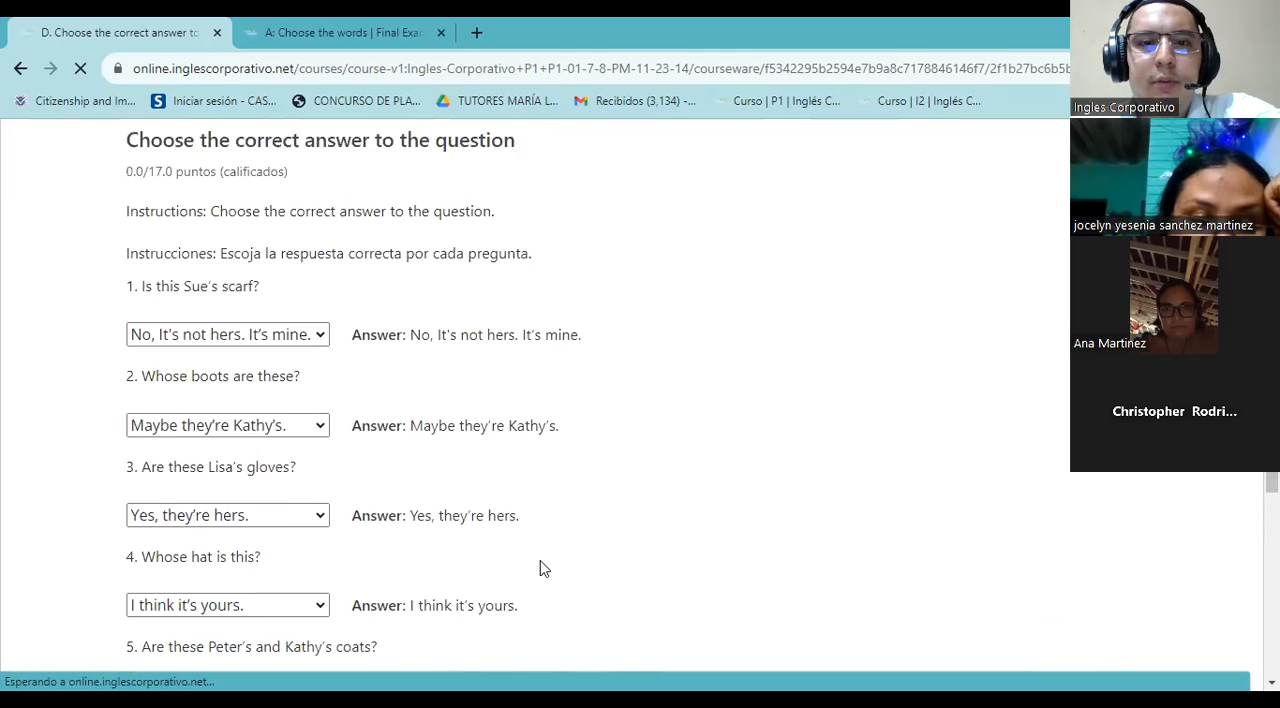 D. Choose the correct answer to
A: Choose the words | Final Exa
online.inglescorporativo.net/courses/course-v1:Ingles-Corporativo+P1+P1-01-7-8-PM-11-23-14/courseware/f5342295b2594e7b9a8c7178846146f7/2f1b27bc6b5b
Citizenship and Im...
Iniciar sesión - CAS...
CONCURSO DE PLA...
TUTORES MARÍA L...
Recibidos (3,134) -...
Curso | P1 | Inglés C...
Curso | I2 | Inglés C...
Ingles Corporativo
jocelyn yesenia sanchez martinez
Ana Martinez
Christopher Rodri...
Choose the correct answer to the question
0.0/17.0 puntos (calificados)
Instructions: Choose the correct answer to the question.
Instrucciones: Escoja la respuesta correcta por cada pregunta.
1. Is this Sue's scarf?
No, It's not hers. It's mine. Answer: No, It's not hers. It's mine.
2. Whose boots are these?
Maybe they're Kathy's. Answer: Maybe they're Kathy's.
3. Are these Lisa's gloves?
Yes, they're hers. Answer: Yes, they're hers.
4. Whose hat is this?
I think it's yours. Answer: I think it's yours.
5. Are these Peter's and Kathy's coats?
Esperando a online.inglescorporativo.net...